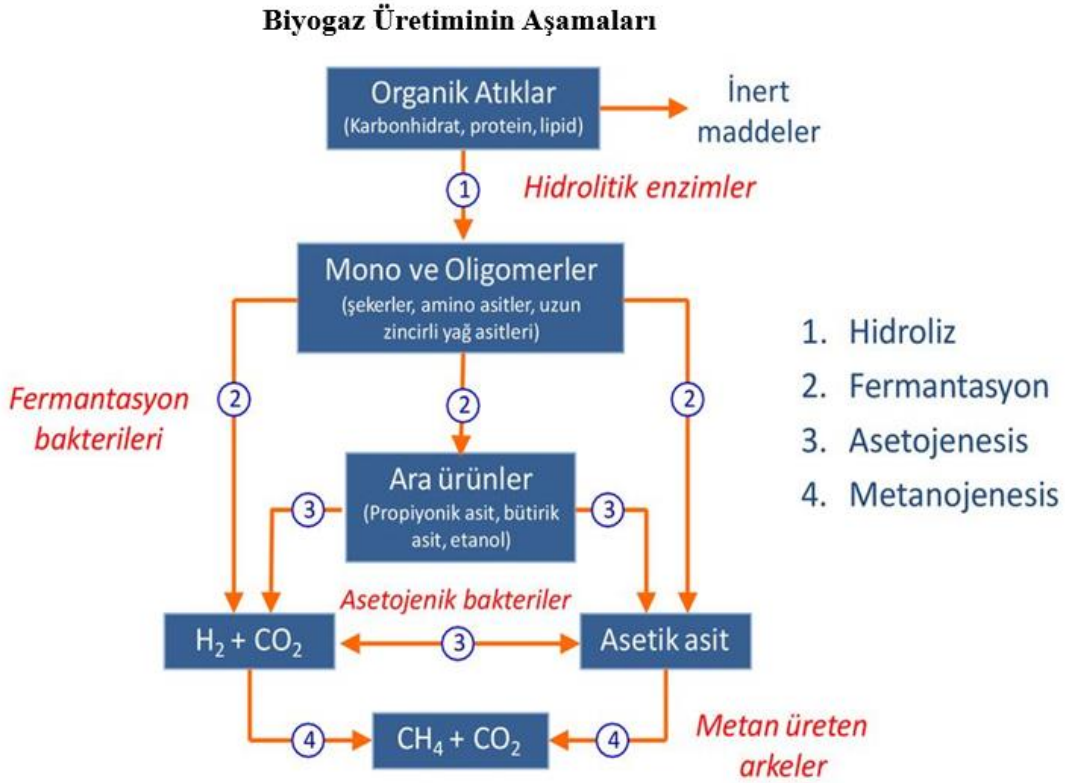 Biyogaz Üretiminin Aşamaları
Organik Atıklar
(Karbonhidrat, protein, lipid)
İnert
maddeler
1
Hidrolitik enzimler
Mono ve Oligomerler
(şekerler, amino asitler, uzun
zincirli yağ asitleri)
Fermantasyon
bakterileri
2
2
2
1. Hidroliz
2. Fermantasyon
3. Asetojenesis
4. Metanojenesis
Ara ürünler
(Propiyonik asit, bütirik
asit, etanol)
3
3
Asetojenik bakteriler
H₂ + CO₂
3
Asetik asit
4
CH₄ + CO₂
4
Metan üreten
arkeler